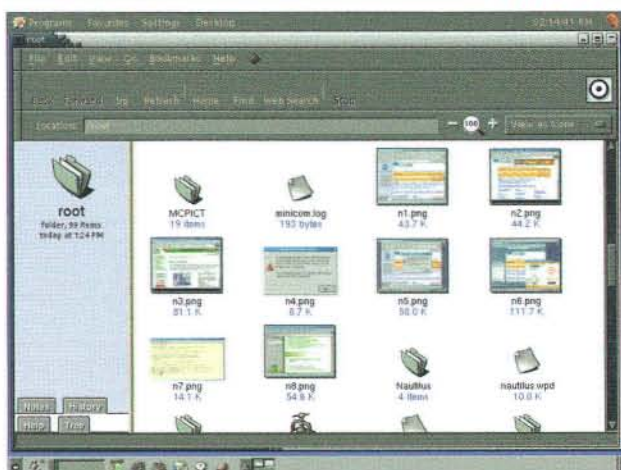 Programs Favorites Settings Desktop
root
File Edit View Go Bookmarks Help
Back Forward Up Refresh Home Find Web Search Stop
Location: /root
100
View as Icons
root
folder, 99 items
today at 1:24 PM
MCPICT
19 items
minicom.log
193 bytes
n1.png
43.7 K
n2.png
44.2 K
n3.png
81.1 K
n4.png
8.7 K
n5.png
58.0 K
n6.png
111.7 K
n7.png
14.1 K
n8.png
54.6 K
Nautilus
4 items
nautilus.wpd
10.0 K
Notes History
Help Tree